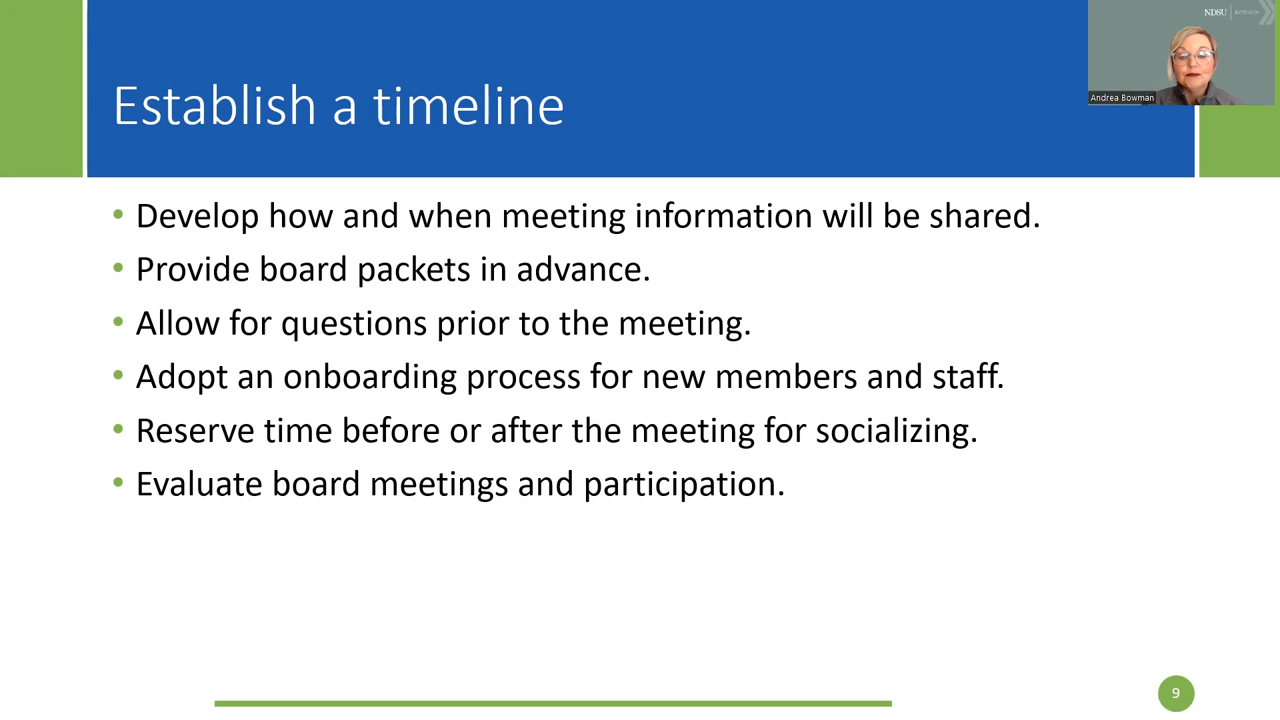 NDSU EXTENSION
Andrea Bowman
Establish a timeline
• Develop how and when meeting information will be shared.
• Provide board packets in advance.
• Allow for questions prior to the meeting.
• Adopt an onboarding process for new members and staff.
• Reserve time before or after the meeting for socializing.
• Evaluate board meetings and participation.
9